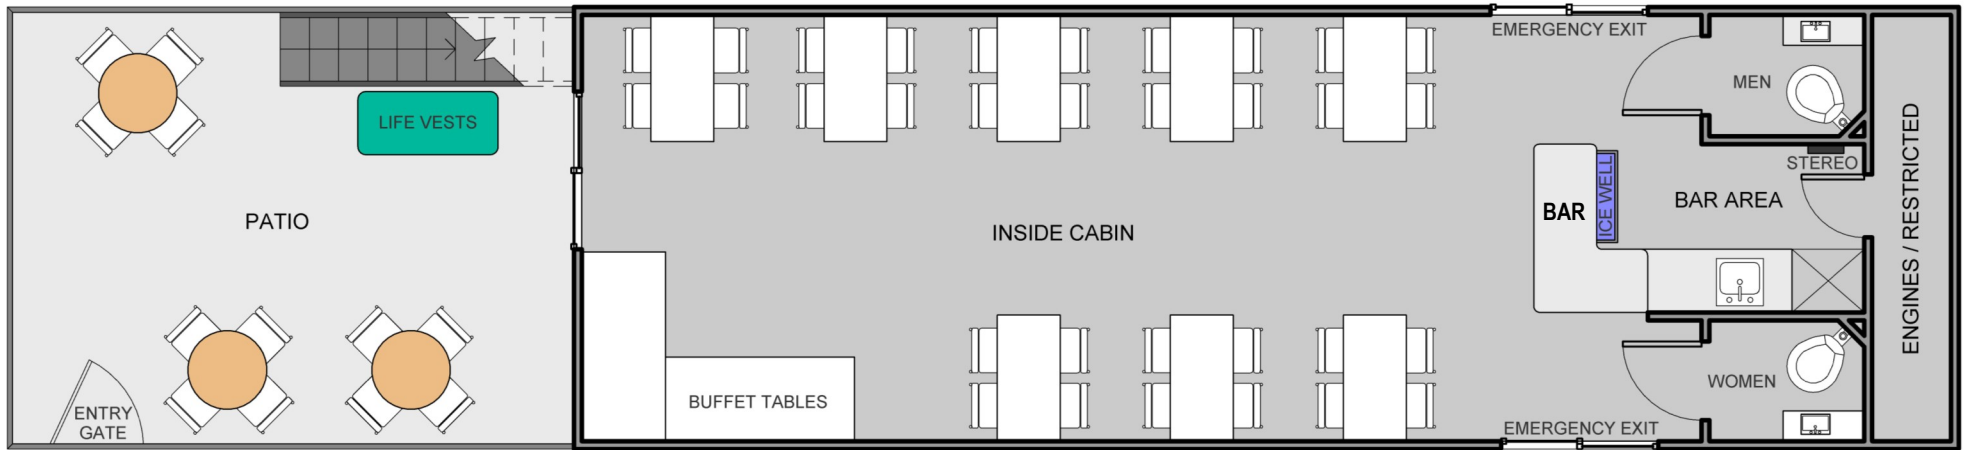 EMERGENCY EXIT
MEN
LIFE VESTS
STEREO
ENGINES / RESTRICTED
ICE WELL
BAR AREA
BAR
PATIO
INSIDE CABIN
WOMEN
BUFFET TABLES
ENTRY
GATE
EMERGENCY EXIT